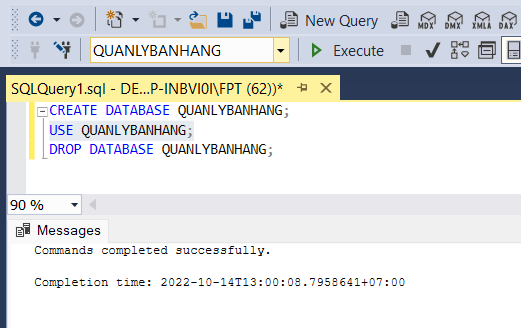 New Query MDX DMX XMLA DAX
QUANLYBANHANG Execute
SQLQuery1.sql - DE...P-INBVI0I\FPT (62))*
CREATE DATABASE QUANLYBANHANG;
USE QUANLYBANHANG;
DROP DATABASE QUANLYBANHANG;
90 %
Messages
Commands completed successfully.
Completion time: 2022-10-14T13:00:08.7958641+07:00